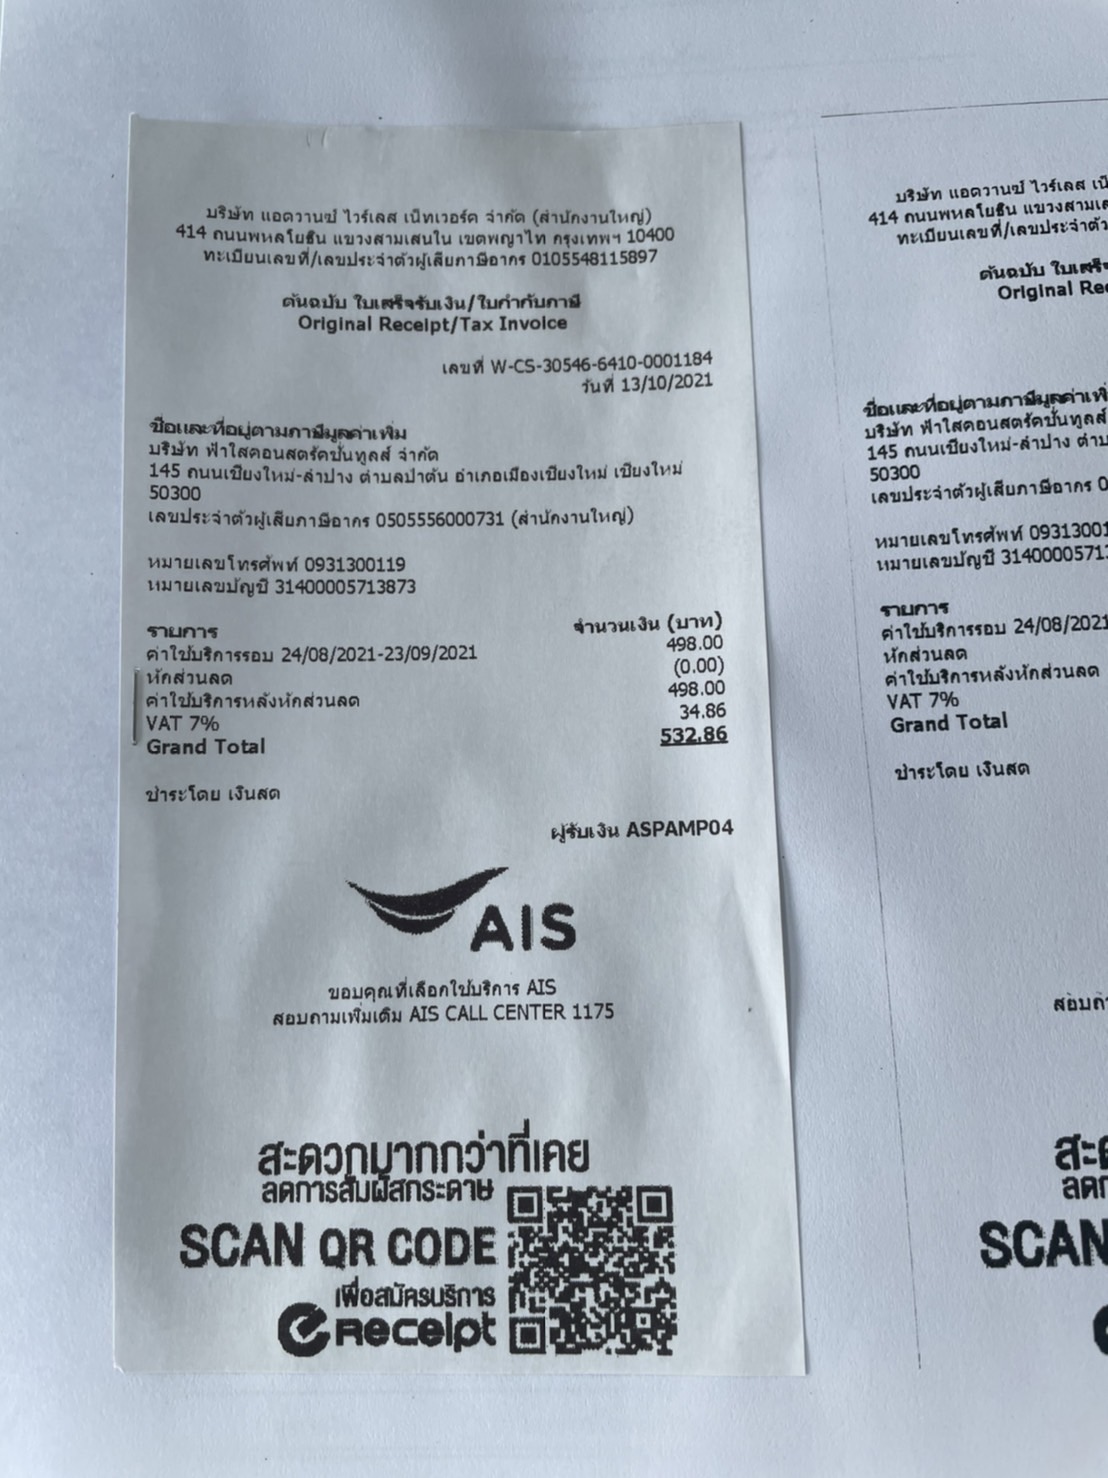 บริษัท แอดวานซ์ ไวร์เลส เน็ทเวอร์ค จำกัด (สำนักงานใหญ่)
414 ถนนพหลโยธิน แขวงสามเสนใน เขตพญาไท กรุงเทพฯ 10400
ทะเบียนเลขที่/เลขประจำตัวผู้เสียภาษีอากร 0105548115897
ต้นฉบับ ใบเสร็จรับเงิน/ใบกำกับภาษี
Original Receipt/Tax Invoice
เลขที่ W-CS-30546-6410-0001184
วันที่ 13/10/2021
ชื่อและที่อยู่ตามภาษีมูลค่าเพิ่ม
บริษัท ฟ้าใสคอนสตรัคชั่นทูลส์ จำกัด
145 ถนนเชียงใหม่-ลำปาง ตำบลป่าตัน อำเภอเมืองเชียงใหม่ เชียงใหม่
50300
เลขประจำตัวผู้เสียภาษีอากร 0505556000731 (สำนักงานใหญ่)
หมายเลขโทรศัพท์ 0931300119
หมายเลขบัญชี 31400005713873
รายการ จำนวนเงิน (บาท)
ค่าใช้บริการรอบ 24/08/2021-23/09/2021 498.00
หักส่วนลด (0.00)
ค่าใช้บริการหลังหักส่วนลด 498.00
VAT 7% 34.86
Grand Total 532.86
ชำระโดย เงินสด
ผู้รับเงิน ASPAMP04
AIS
ขอบคุณที่เลือกใช้บริการ AIS
สอบถามเพิ่มเติม AIS CALL CENTER 1175
สะดวกมากกว่าที่เคย
ลดการสัมผัสกระดาษ
SCAN QR CODE
เพื่อสมัครบริการ
eReceipt
บริษัท แอดวานซ์ ไวร์เลส
414 ถนนพหลโยธิน แขวง
ทะเบียนเลขที่/เลขประจำตัว
ต้นฉบับ
Original
ชื่อและที่อยู่ตามภาษีมูลค่าเพิ่ม
บริษัท ฟ้าใสคอนสตรัคชั่นทูลส์
145 ถนนเชียงใหม่-ลำปาง
50300
เลขประจำตัวผู้เสียภาษีอากร
หมายเลขโทรศัพท์ 0931300
หมายเลขบัญชี 3140000571
รายการ
ค่าใช้บริการรอบ 24/08/2021
หักส่วนลด
ค่าใช้บริการหลังหักส่วนลด
VAT 7%
Grand Total
ชำระโดย เงินสด
SCAN